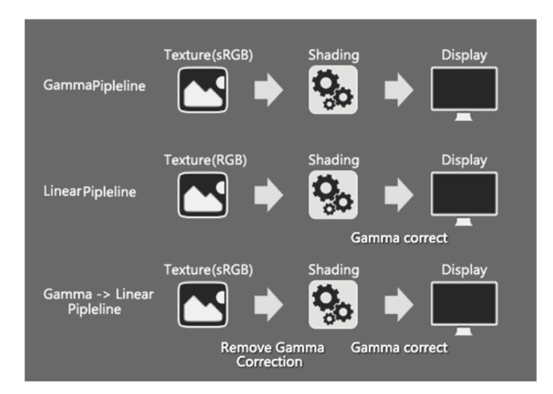 Texture(sRGB) Shading Display
GammaPipleline
Texture(RGB) Shading Display
LinearPipleline
Gamma correct
Texture(sRGB) Shading Display
Gamma -> Linear
Pipleline
Remove Gamma Gamma correct
Correction